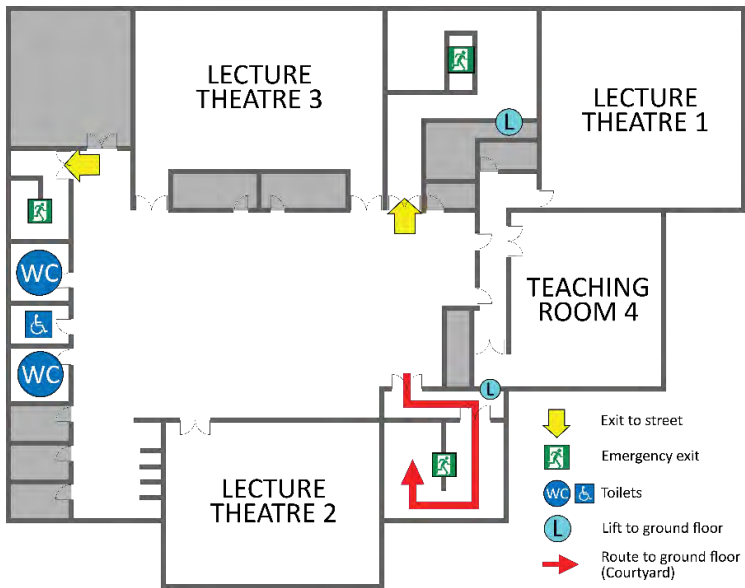 LECTURE
THEATRE 3
LECTURE
THEATRE 1
L
WC
TEACHING
ROOM 4
WC
L
LECTURE
THEATRE 2
Exit to street
Emergency exit
WC
Toilets
L
Lift to ground floor
Route to ground floor
(Courtyard)